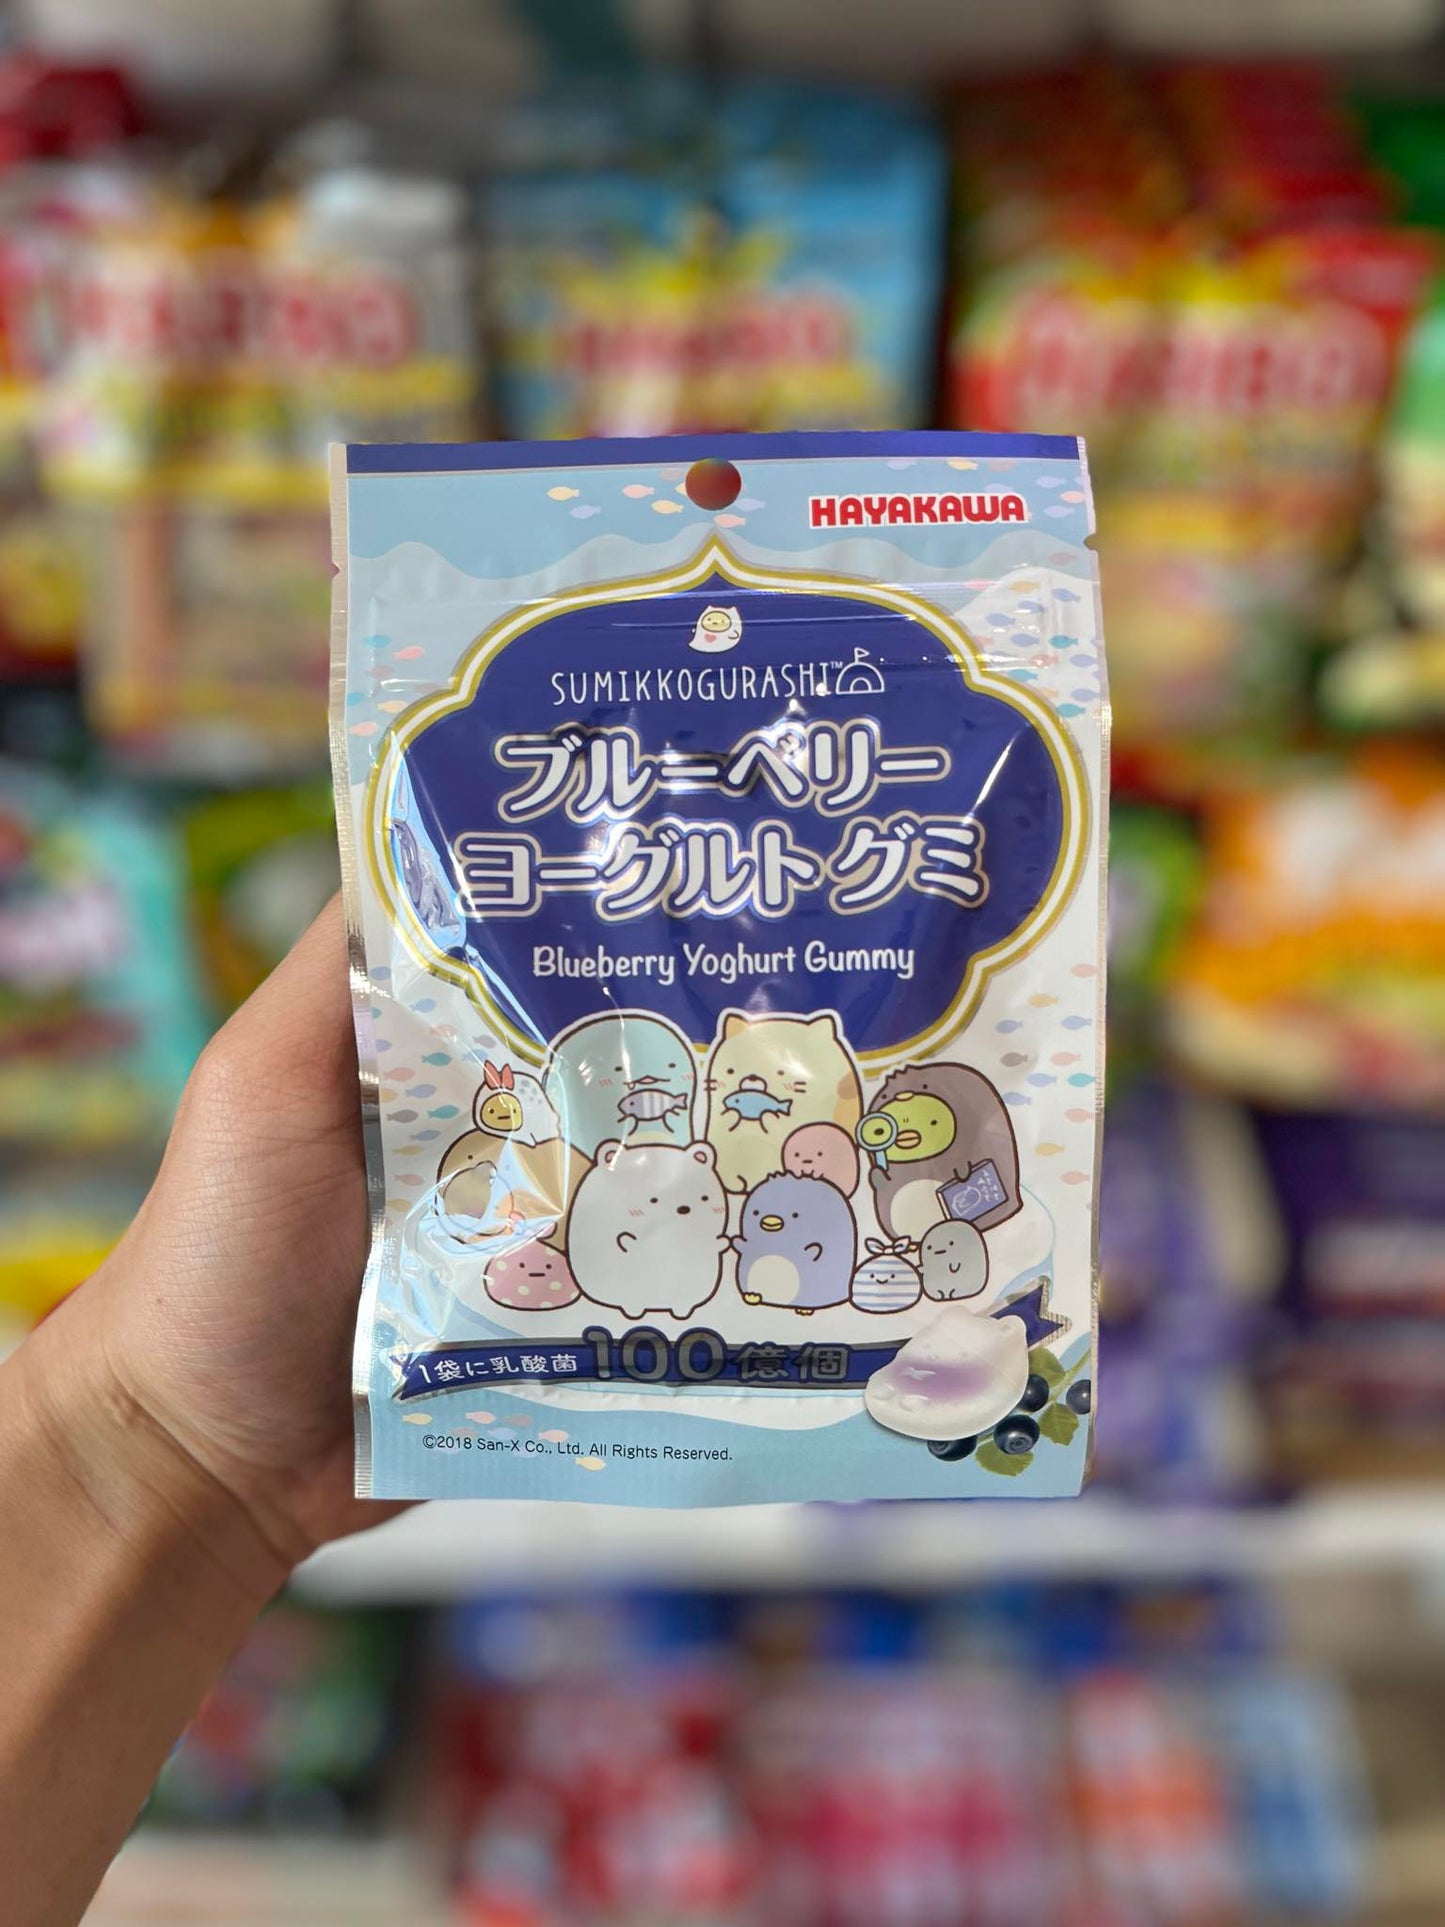 HAYAKAWA
SUMIKKOGURASHI™
ブルーベリー
ヨーグルトグミ
Blueberry Yoghurt Gummy
1袋に乳酸菌100億個
©2018 San-X Co., Ltd. All Rights Reserved.